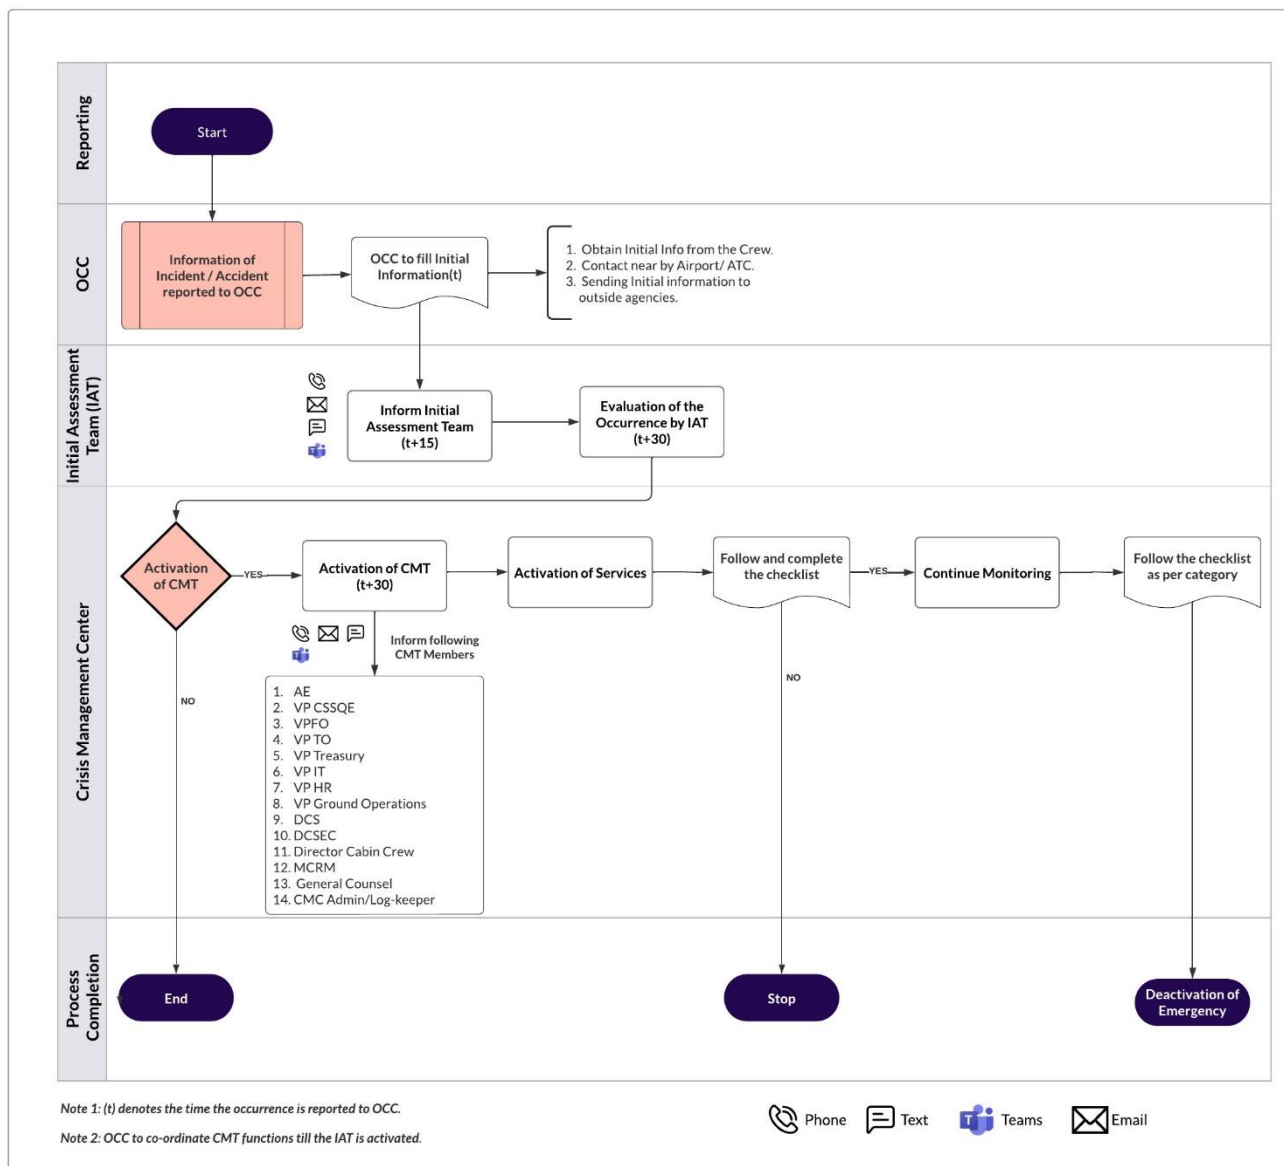 Reporting
Start
OCC
Information of
Incident / Accident
reported to OCC
OCC to fill Initial
Information(t)
1. Obtain Initial Info from the Crew.
2. Contact near by Airport/ ATC.
3. Sending Initial information to
outside agencies.
Initial Assessment
Team (IAT)
Inform Initial
Assessment Team
(t+15)
Evaluation of the
Occurrence by IAT
(t+30)
Crisis Management Center
Activation
of CMT
YES
Activation of CMT
(t+30)
Activation of Services
Follow and complete
the checklist
YES
Continue Monitoring
Follow the checklist
as per category
Inform following
CMT Members
NO
NO
1. AE
2. VP CSSQE
3. VPFO
4. VP TO
5. VP Treasury
6. VP IT
7. VP HR
8. VP Ground Operations
9. DCS
10. DCSEC
11. Director Cabin Crew
12. MCRM
13. General Counsel
14. CMC Admin/Log-keeper
Process
Completion
End
Stop
Deactivation of
Emergency
Note 1: (t) denotes the time the occurrence is reported to OCC.
Note 2: OCC to co-ordinate CMT functions till the IAT is activated.
Phone
Text
Teams
Email